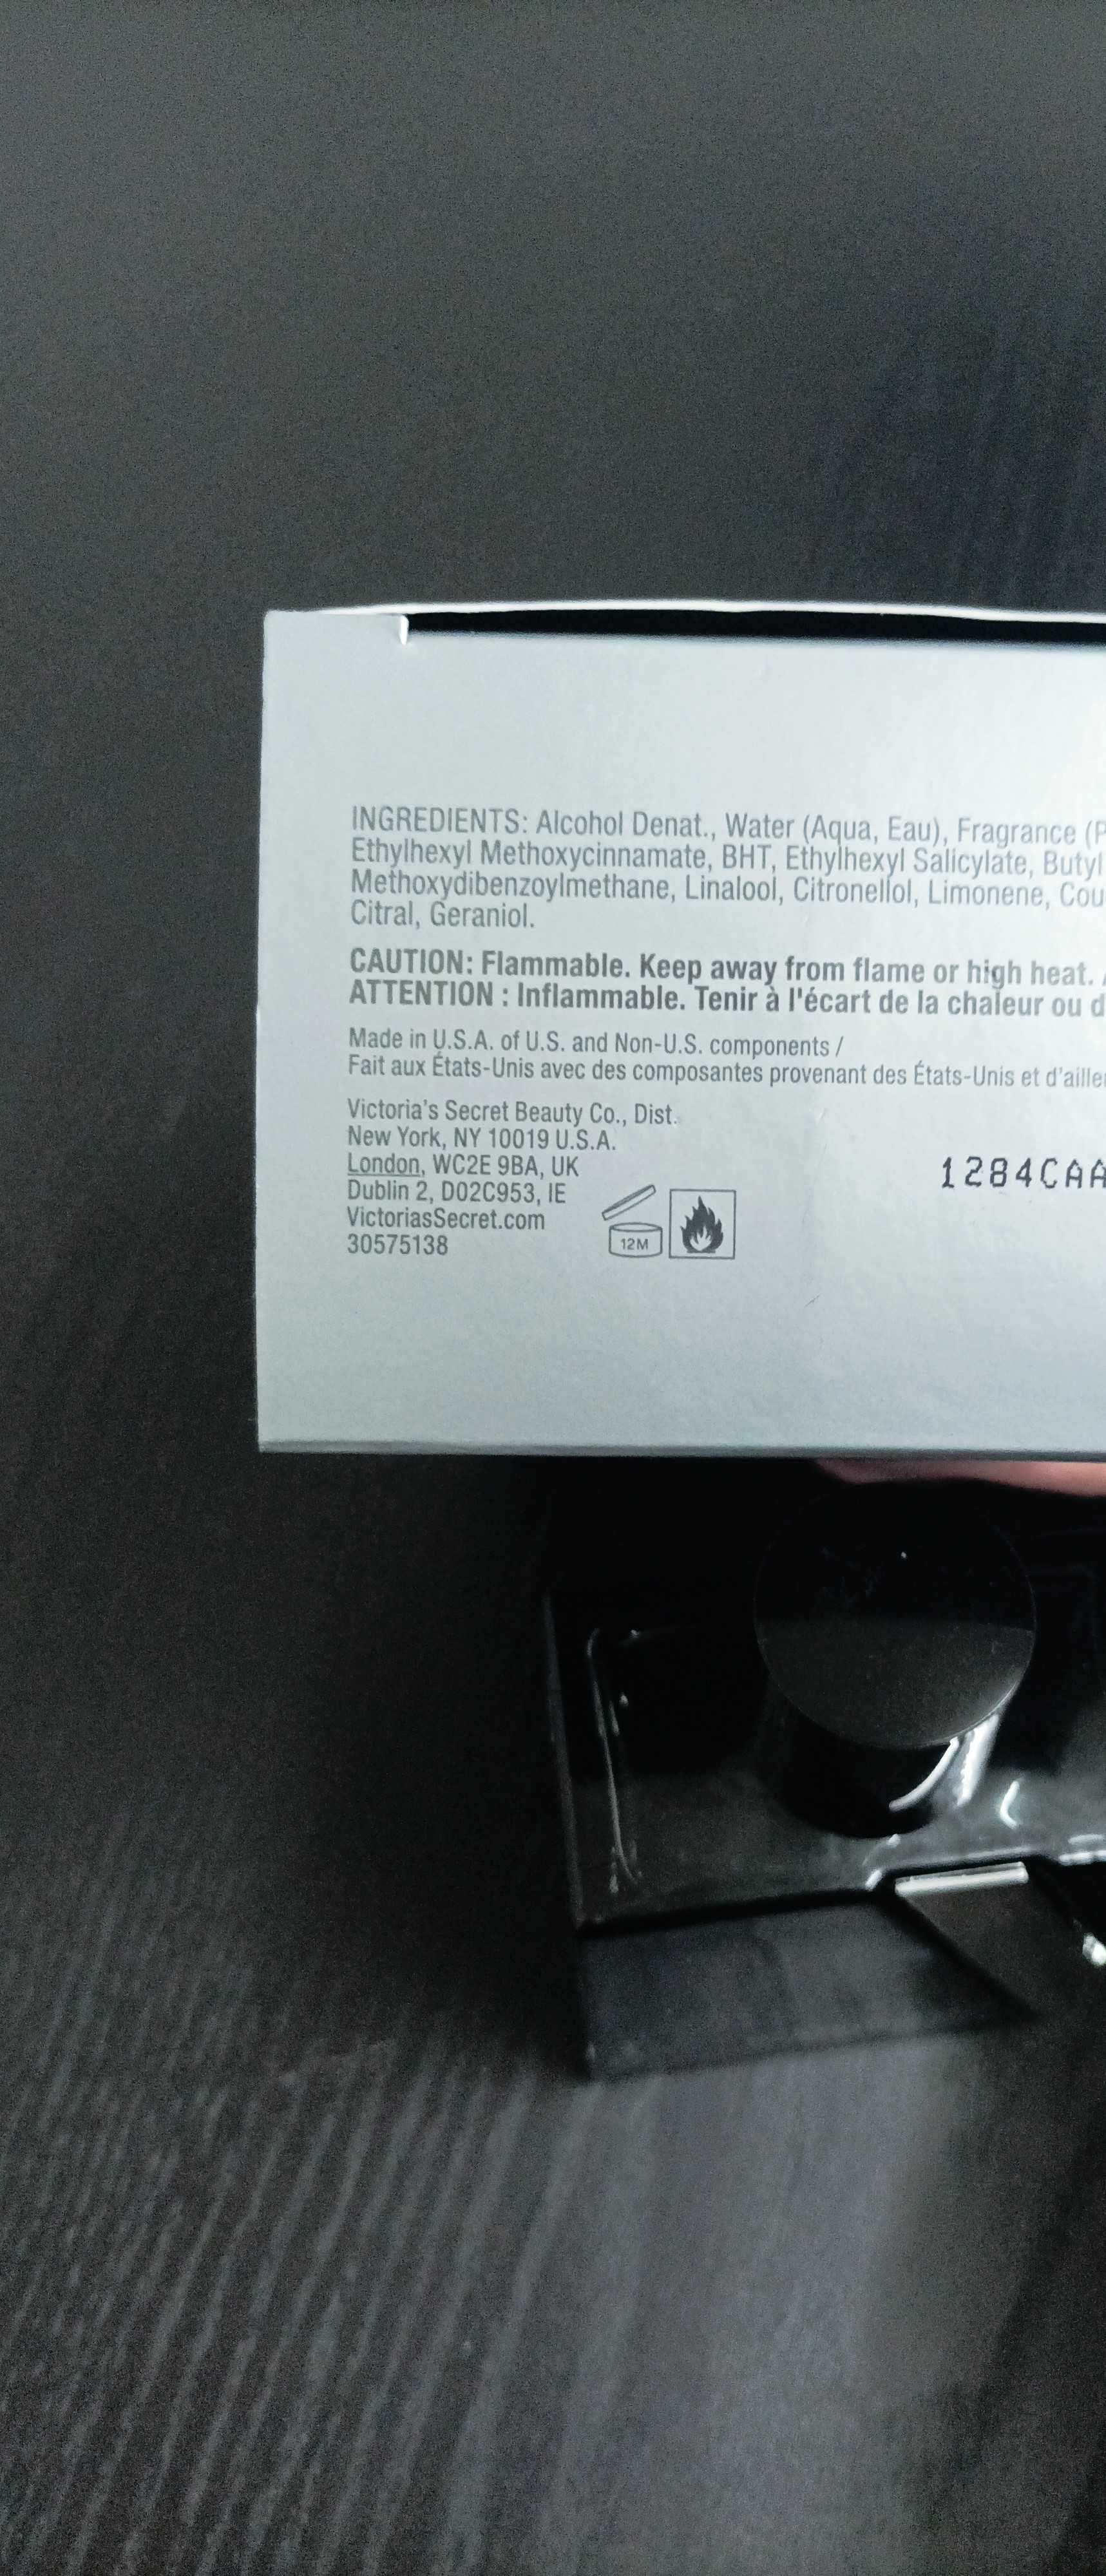 INGREDIENTS: Alcohol Denat., Water (Aqua, Eau), Fragrance (P
Ethylhexyl Methoxycinnamate, BHT, Ethylhexyl Salicylate, Butyl
Methoxydibenzoylmethane, Linalool, Citronellol, Limonene, Cou
Citral, Geraniol.
CAUTION: Flammable. Keep away from flame or high heat.
ATTENTION : Inflammable. Tenir à l'écart de la chaleur ou d
Made in U.S.A. of U.S. and Non-U.S. components /
Fait aux États-Unis avec des composantes provenant des États-Unis et d'aille
Victoria's Secret Beauty Co., Dist.
New York, NY 10019 U.S.A.
London, WC2E 9BA, UK
1284CAA
Dublin 2, D02C953, IE
VictoriasSecret.com
30575138
12M